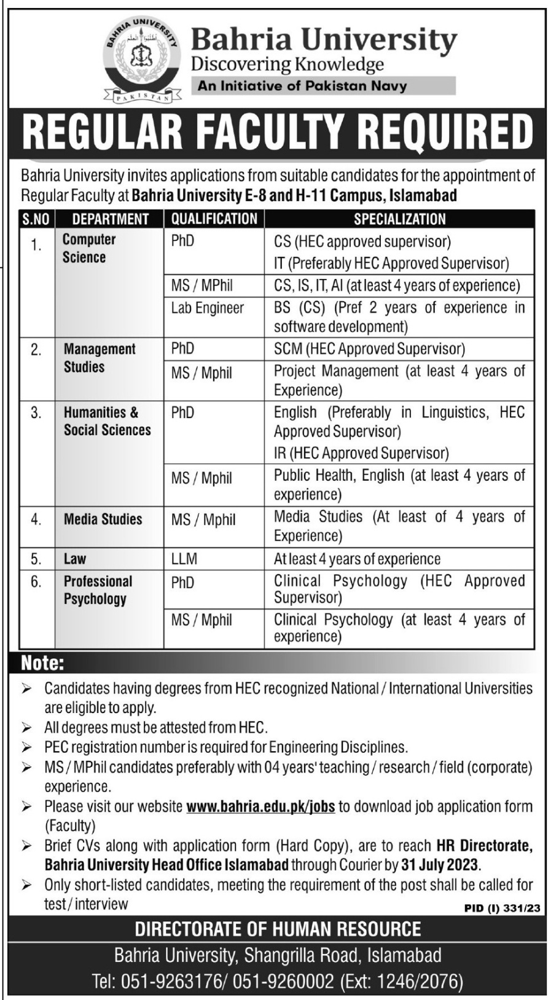 BAHRIA UNIVERSITY
PAKISTAN
Bahria University
Discovering Knowledge
An Initiative of Pakistan Navy
REGULAR FACULTY REQUIRED
Bahria University invites applications from suitable candidates for the appointment of
Regular Faculty at Bahria University E-8 and H-11 Campus, Islamabad
S.NO DEPARTMENT QUALIFICATION SPECIALIZATION
1. Computer Science PhD CS (HEC approved supervisor)
IT (Preferably HEC Approved Supervisor)
MS / MPhil CS, IS, IT, AI (at least 4 years of experience)
Lab Engineer BS (CS) (Pref 2 years of experience in
software development)
2. Management Studies PhD SCM (HEC Approved Supervisor)
MS / Mphil Project Management (at least 4 years of
Experience)
3. Humanities & Social Sciences PhD English (Preferably in Linguistics, HEC
Approved Supervisor)
IR (HEC Approved Supervisor)
MS / Mphil Public Health, English (at least 4 years of
experience)
4. Media Studies MS / Mphil Media Studies (At least of 4 years of
Experience)
5. Law LLM At least 4 years of experience
6. Professional Psychology PhD Clinical Psychology (HEC Approved
Supervisor)
MS / Mphil Clinical Psychology (at least 4 years of
experience)
Note:
➢ Candidates having degrees from HEC recognized National / International Universities
are eligible to apply.
➢ All degrees must be attested from HEC.
➢ PEC registration number is required for Engineering Disciplines.
➢ MS / MPhil candidates preferably with 04 years' teaching / research / field (corporate)
experience.
➢ Please visit our website www.bahria.edu.pk/jobs to download job application form
(Faculty)
➢ Brief CVs along with application form (Hard Copy), are to reach HR Directorate,
Bahria University Head Office Islamabad through Courier by 31 July 2023.
➢ Only short-listed candidates, meeting the requirement of the post shall be called for
test / interview
PID (I) 331/23
DIRECTORATE OF HUMAN RESOURCE
Bahria University, Shangrilla Road, Islamabad
Tel: 051-9263176/ 051-9260002 (Ext: 1246/2076)